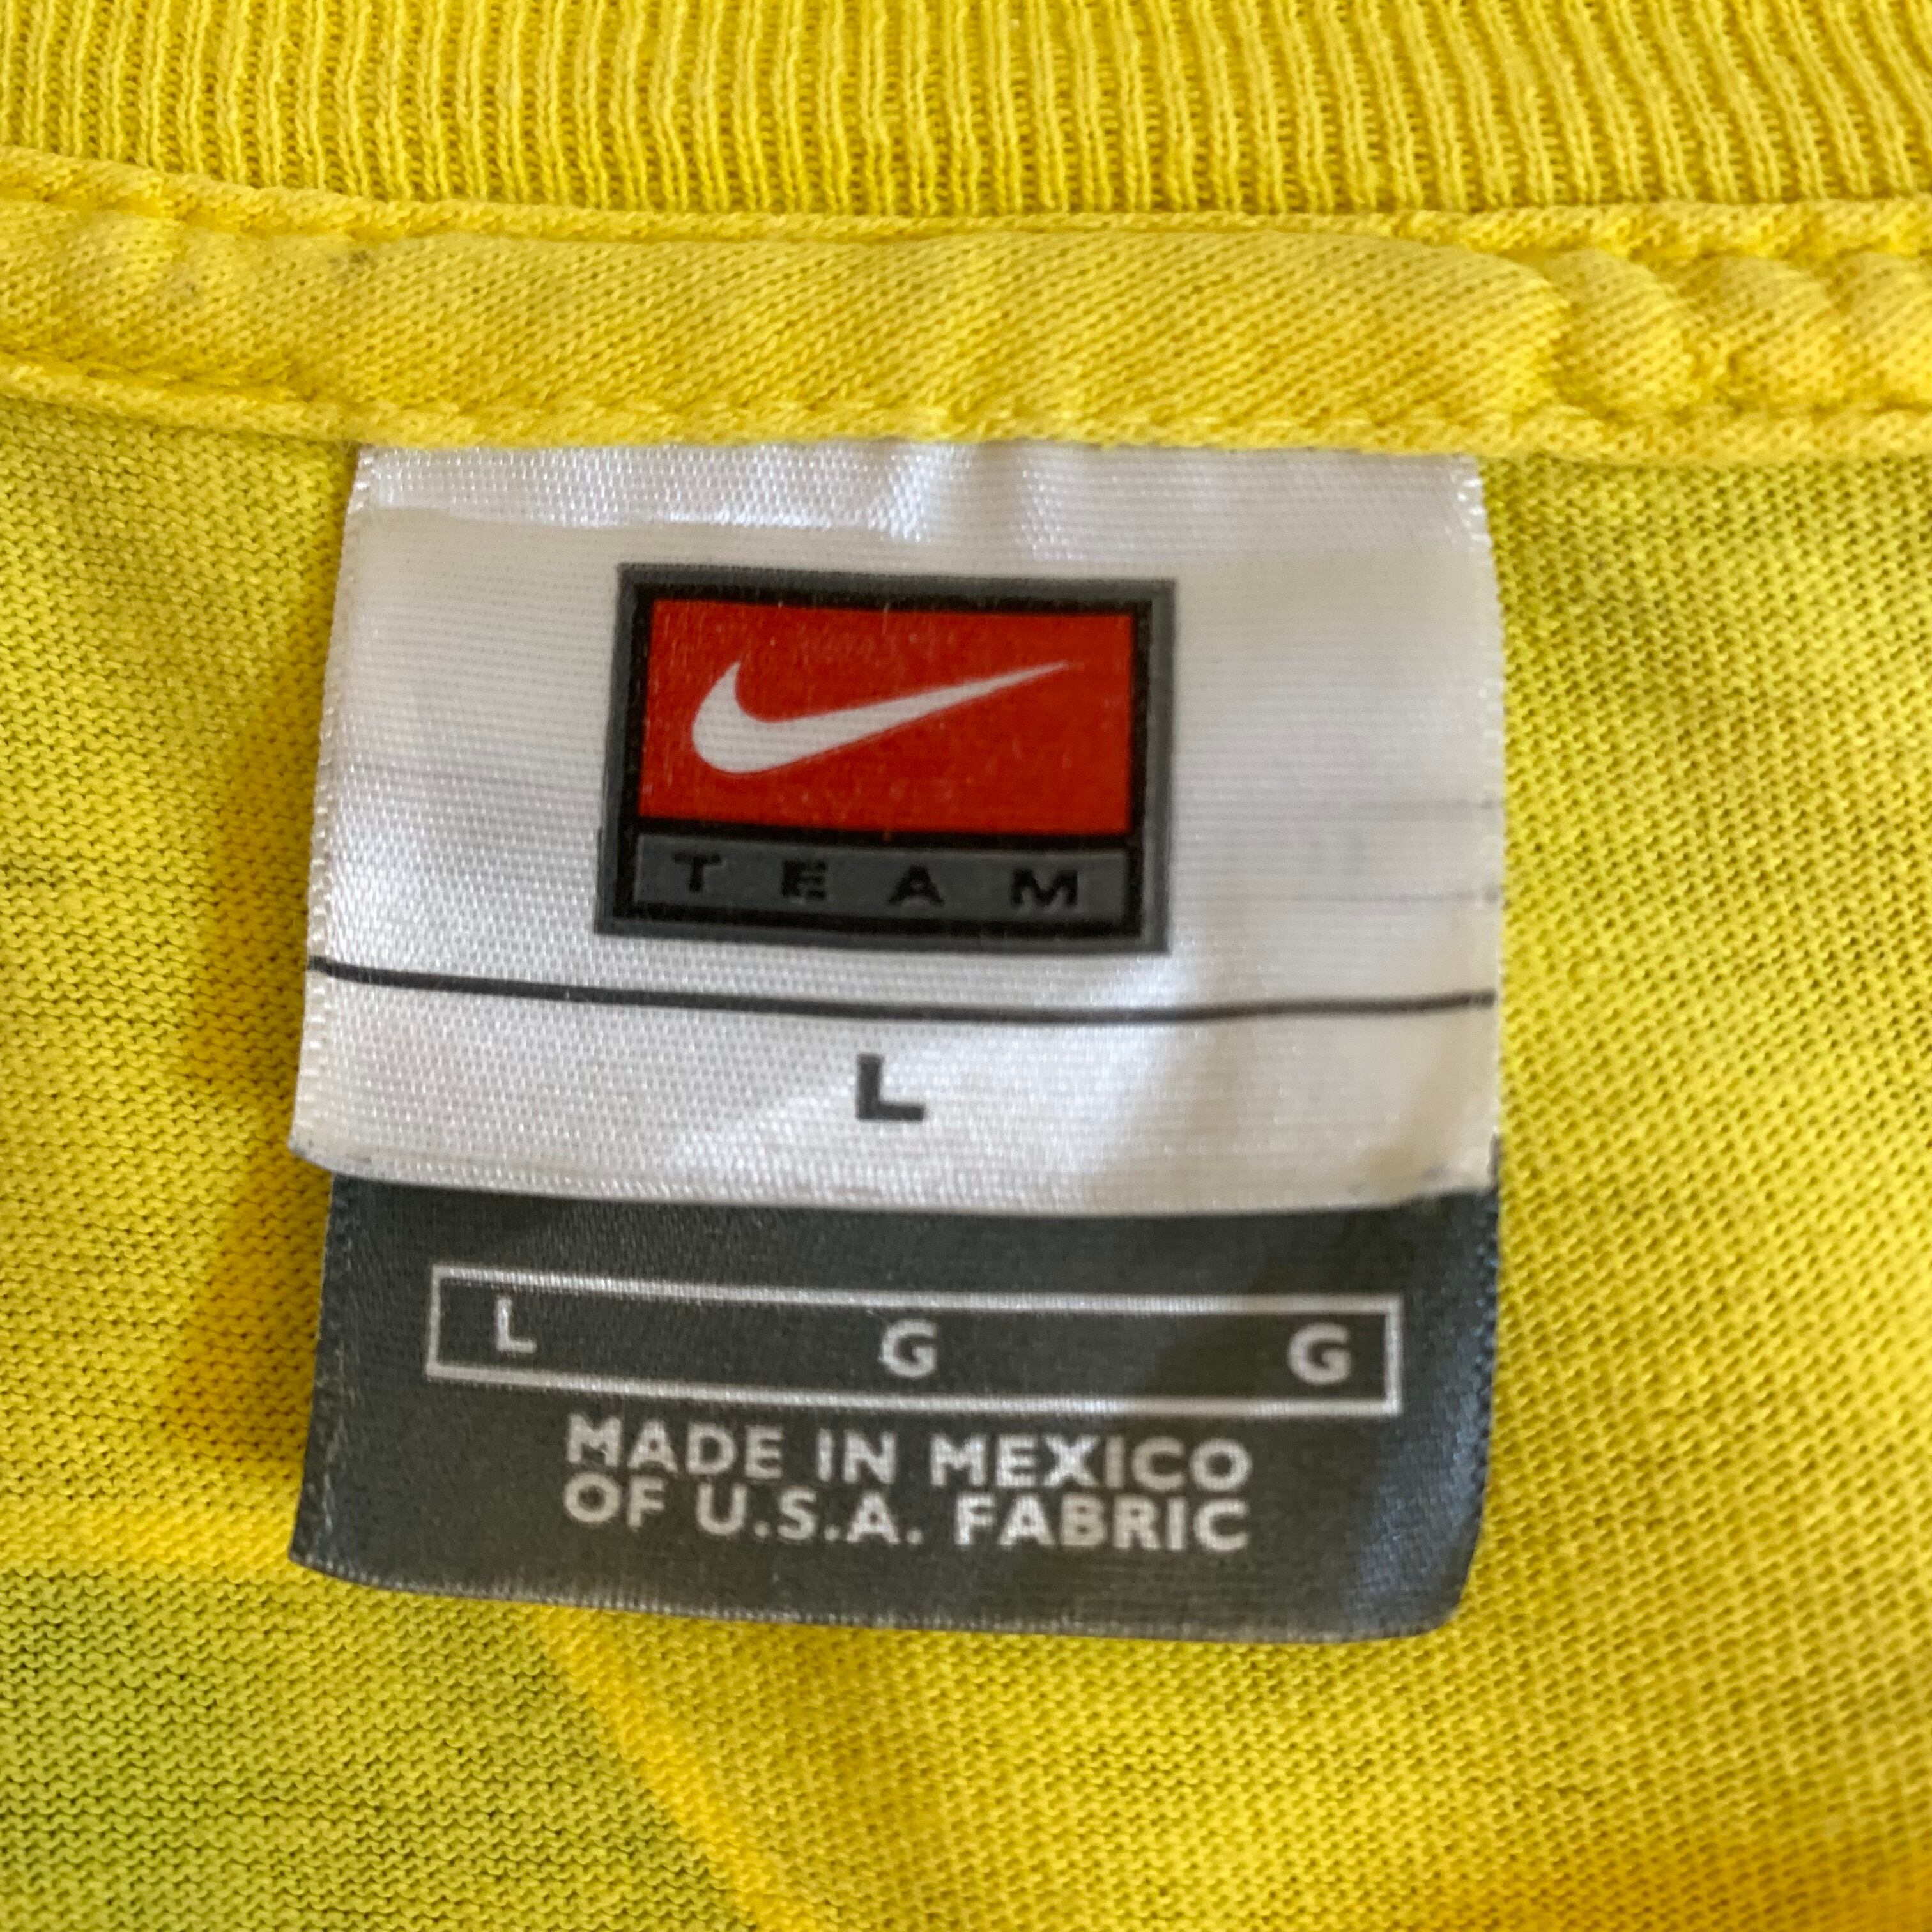 TEAM
L
L G G
MADE IN MEXICO
OF U.S.A. FABRIC